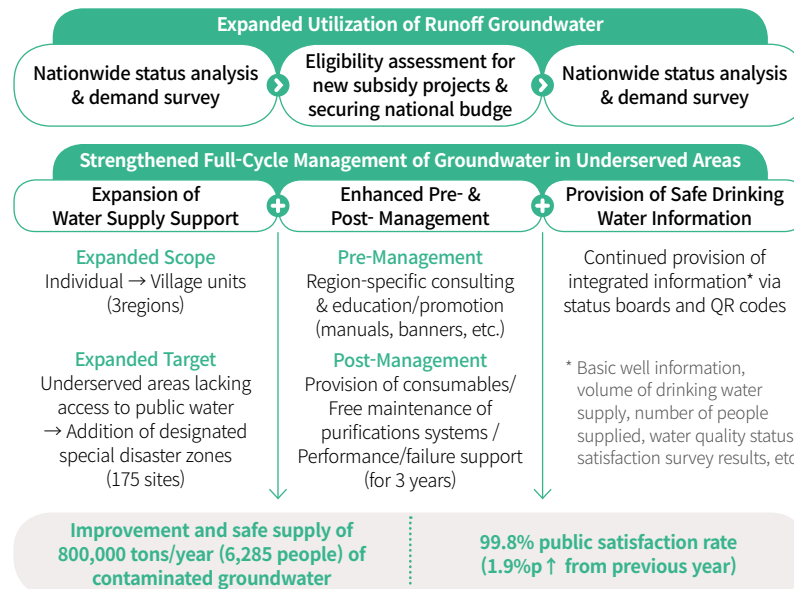 Expanded Utilization of Runoff Groundwater
Nationwide status analysis
& demand survey
Eligibility assessment for
new subsidy projects &
securing national budget
Nationwide status analysis
& demand survey
Strengthened Full-Cycle Management of Groundwater in Underserved Areas
Expansion of
Water Supply Support
Enhanced Pre- &
Post- Management
Provision of Safe Drinking
Water Information
Expanded Scope
Individual → Village units
(3regions)
Expanded Target
Underserved areas lacking
access to public water
→ Addition of designated
special disaster zones
(175 sites)
Pre-Management
Region-specific consulting
& education/promotion
(manuals, banners, etc.)
Post-Management
Provision of consumables/
Free maintenance of
purifications systems /
Performance/failure support
(for 3 years)
Continued provision of
integrated information* via
status boards and QR codes
* Basic well information,
volume of drinking water
supply, number of people
supplied, water quality status
satisfaction survey results, etc
Improvement and safe supply of
800,000 tons/year (6,285 people) of
contaminated groundwater
99.8% public satisfaction rate
(1.9%p ↑ from previous year)